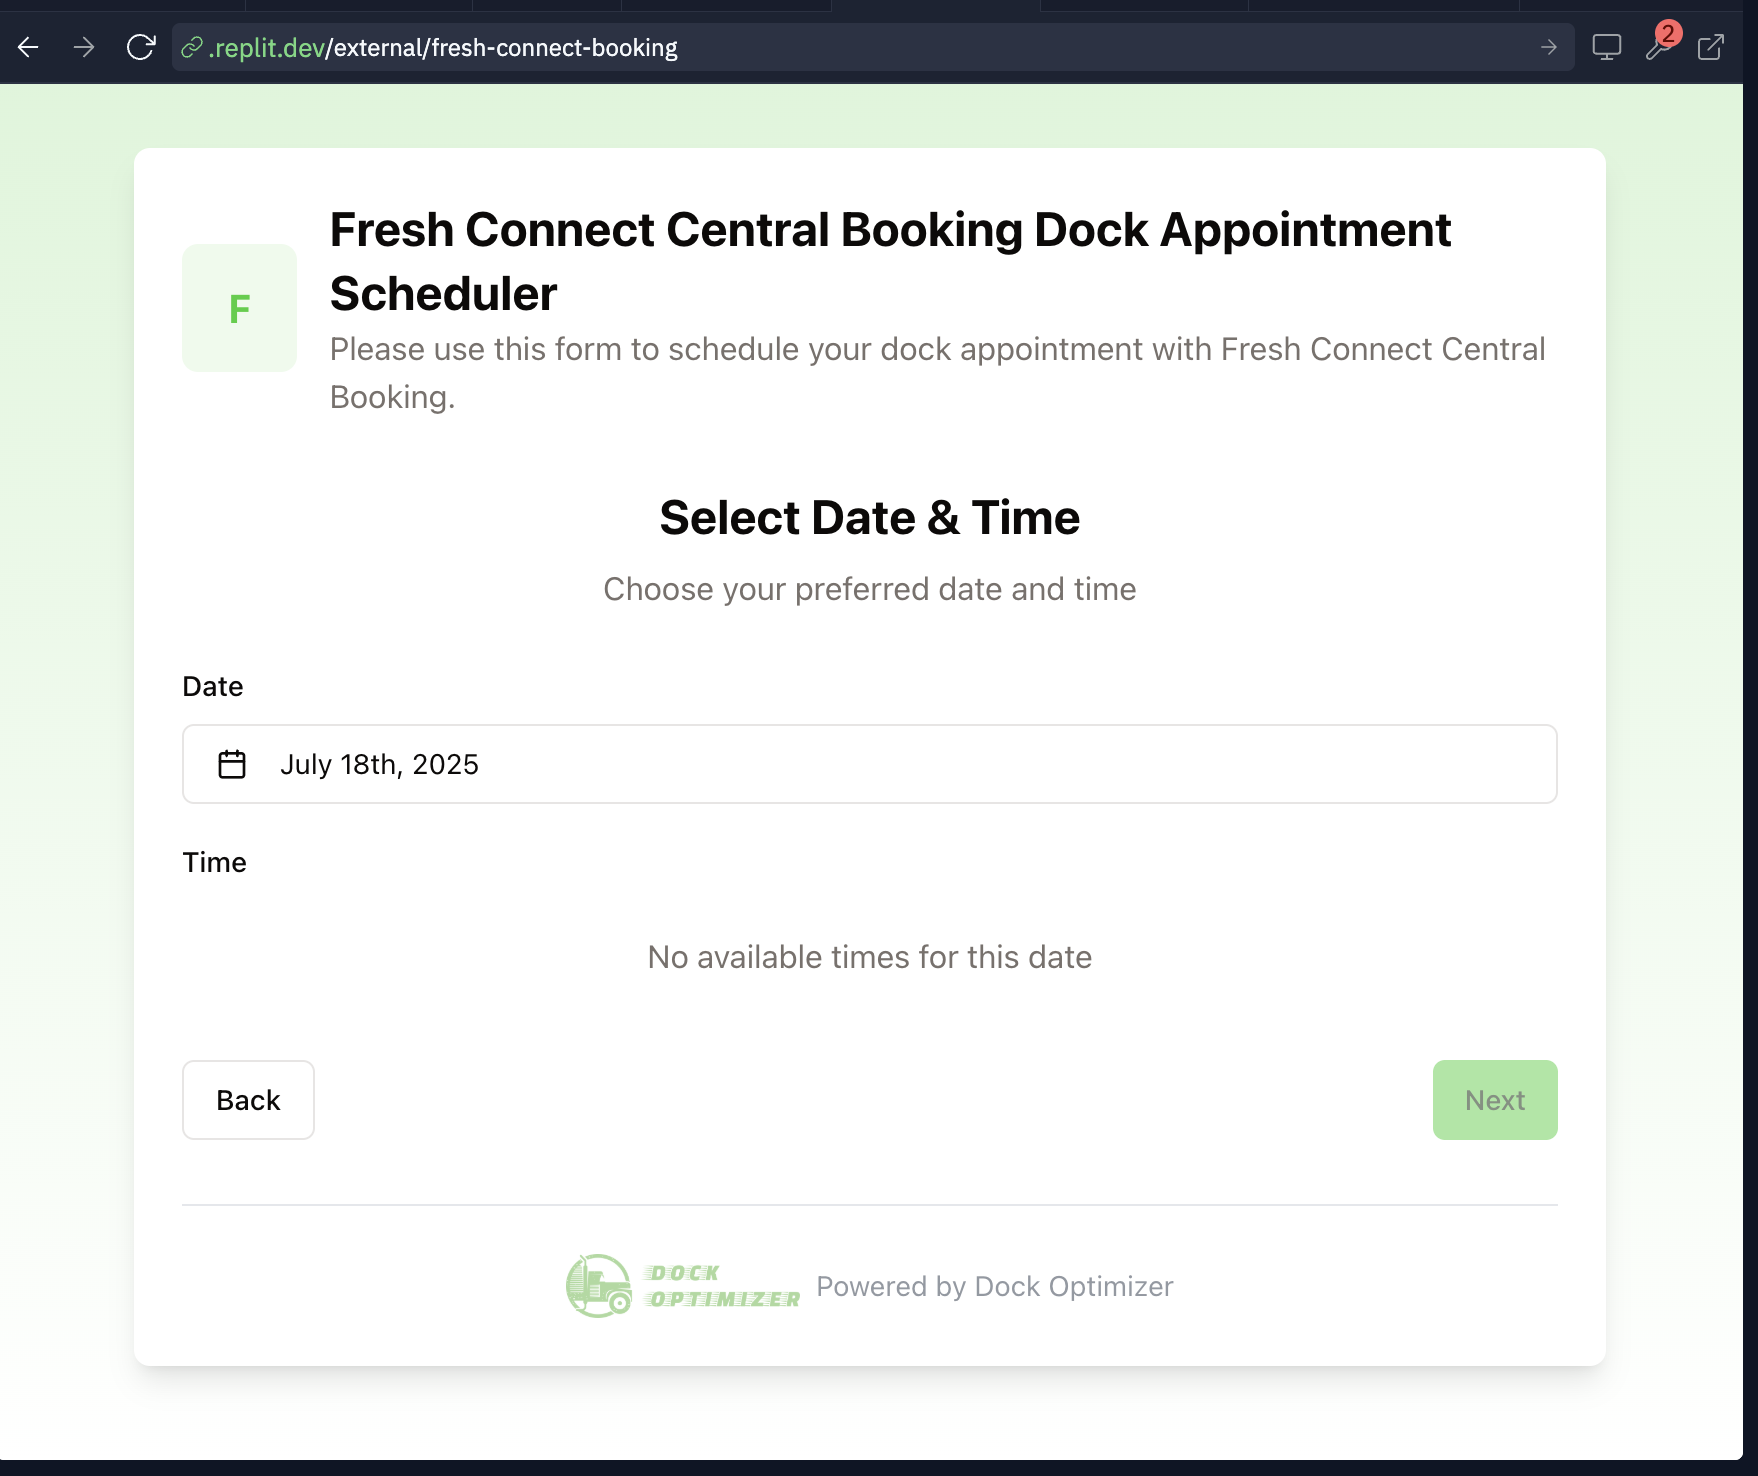 .replit.dev/external/fresh-connect-booking
2
F
Fresh Connect Central Booking Dock Appointment
Scheduler
Please use this form to schedule your dock appointment with Fresh Connect Central
Booking.
Select Date & Time
Choose your preferred date and time
Date
July 18th, 2025
Time
No available times for this date
Back
Next
DOCK
OPTIMIZER
Powered by Dock Optimizer